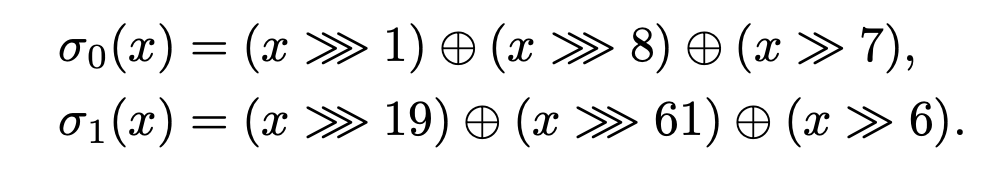 σ₀(x) = (x ⋙ 1) ⊕ (x ⋙ 8) ⊕ (x ≫ 7),
σ₁(x) = (x ⋙ 19) ⊕ (x ⋙ 61) ⊕ (x ≫ 6).